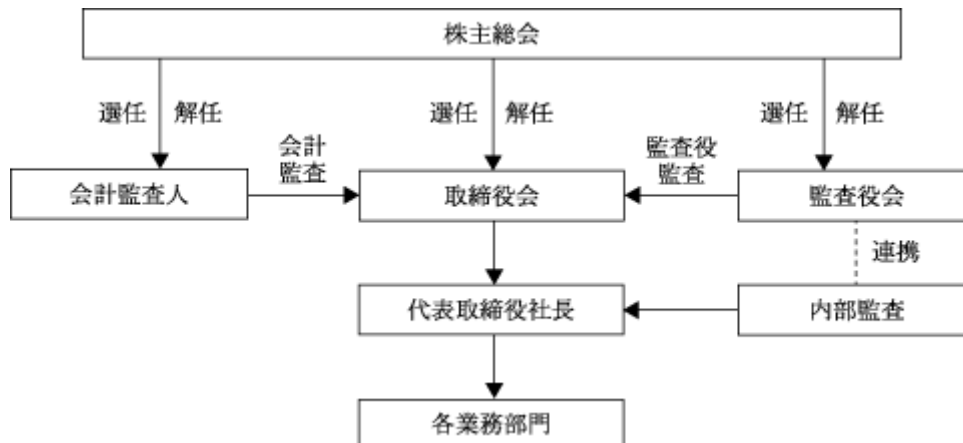 株主総会
選任 解任
選任 解任
選任 解任
会計
監査
監査役
監査
会計監査人
取締役会
監査役会
連携
代表取締役社長
内部監査
各業務部門